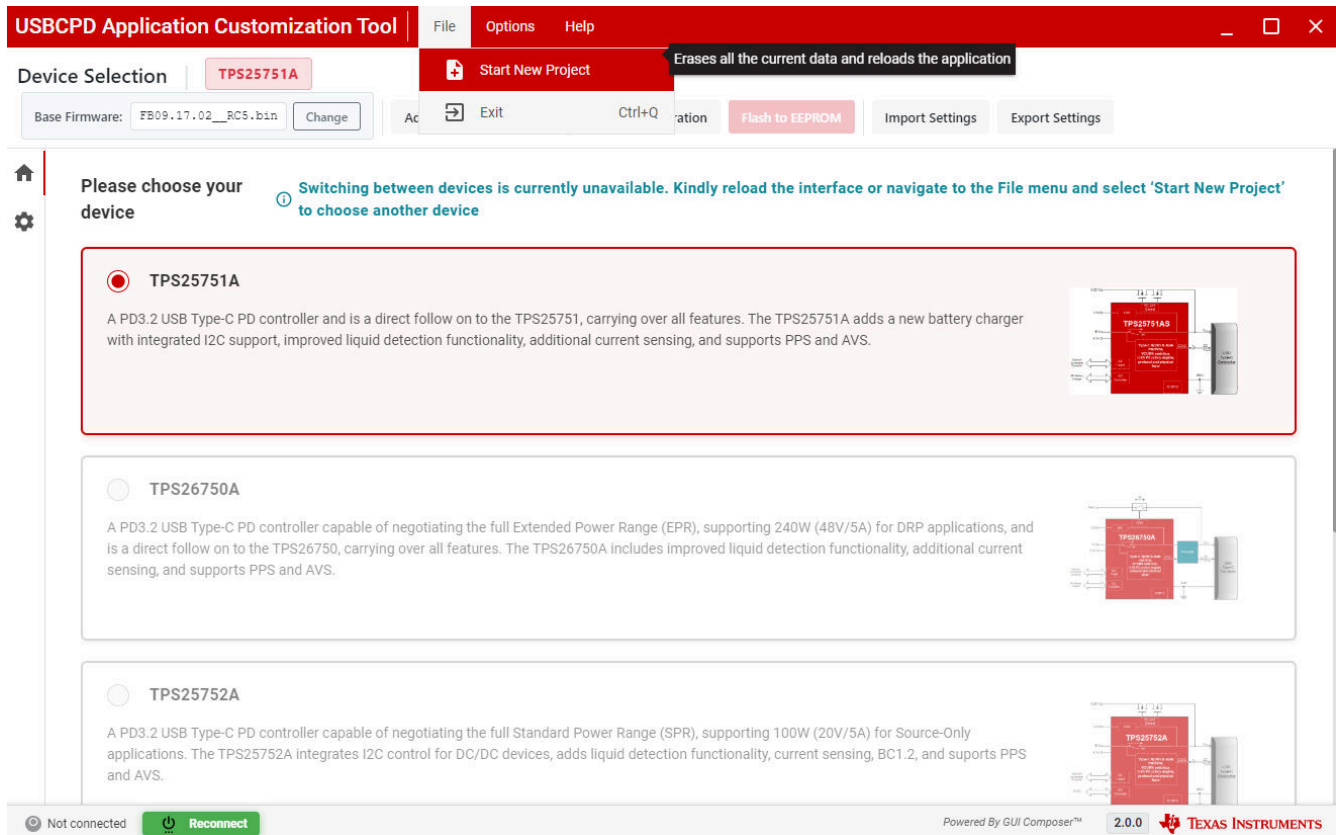 USBCPD Application Customization Tool
File
Options
Help
Start New Project
Erases all the current data and reloads the application
Exit
Ctrl+Q
Device Selection
TPS25751A
Base Firmware:
FB09.17.02__RC5.bin
Change
Ad
ration
Flash to EEPROM
Import Settings
Export Settings
Please choose your
device
Switching between devices is currently unavailable. Kindly reload the interface or navigate to the File menu and select ‘Start New Project’
to choose another device
TPS25751A
A PD3.2 USB Type-C PD controller and is a direct follow on to the TPS25751, carrying over all features. The TPS25751A adds a new battery charger
with integrated I2C support, improved liquid detection functionality, additional current sensing, and supports PPS and AVS.
TPS25751AS
TPS26750A
A PD3.2 USB Type-C PD controller capable of negotiating the full Extended Power Range (EPR), supporting 240W (48V/5A) for DRP applications, and
is a direct follow on to the TPS26750, carrying over all features. The TPS26750A includes improved liquid detection functionality, additional current
sensing, and supports PPS and AVS.
TPS26750A
TPS25752A
A PD3.2 USB Type-C PD controller capable of negotiating the full Standard Power Range (SPR), supporting 100W (20V/5A) for Source-Only
applications. The TPS25752A integrates I2C control for DC/DC devices, adds liquid detection functionality, current sensing, BC1.2, and suports PPS
and AVS.
TPS25752A
Not connected
Reconnect
Powered By GUI Composer™
2.0.0
TEXAS INSTRUMENTS